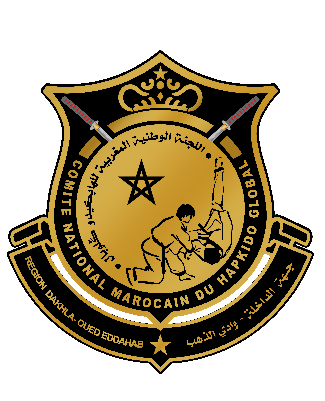 اللجنة الوطنية المغربية للهابكيدو
COMITE NATIONAL MAROCAIN DU HAPKIDO GLOBAL
REGION DAKHLA- OUED EDDAHAB
جهة الداخلة - وادي الذهب